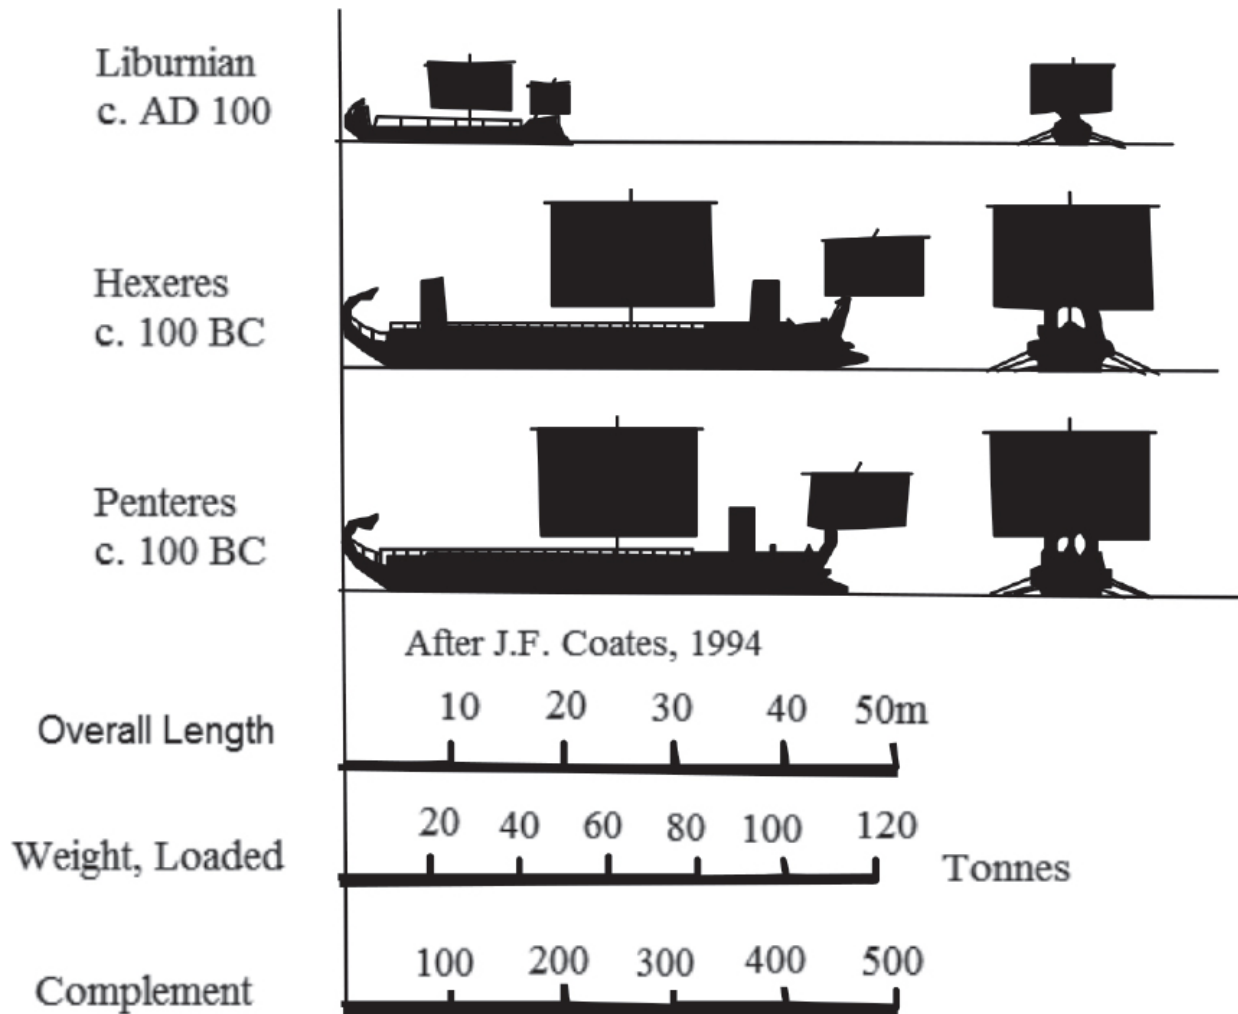 Liburnian
c. AD 100
Hexeres
c. 100 BC
Penteres
c. 100 BC
After J.F. Coates, 1994
10 20 30 40 50m
Overall Length
20 40 60 80 100 120
Weight, Loaded Tonnes
100 200 300 400 500
Complement